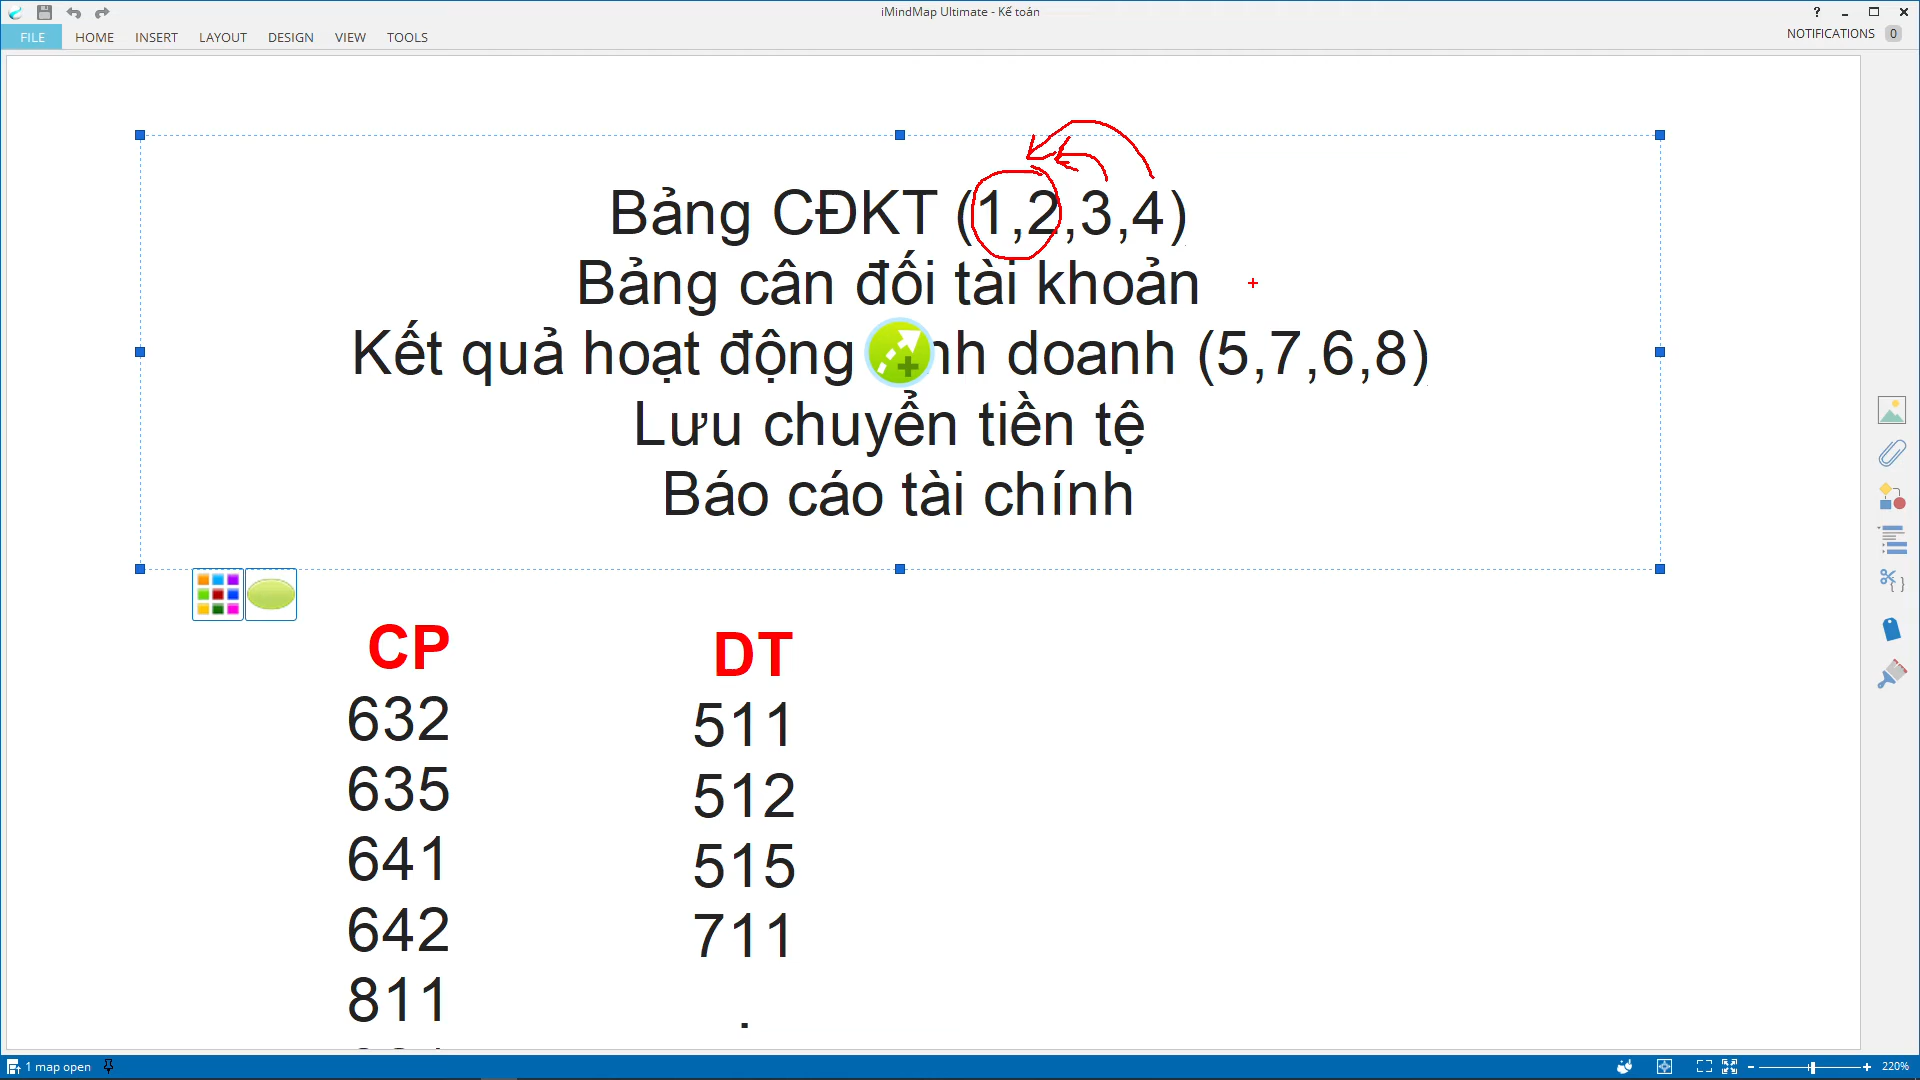 iMindMap Ultimate - Kế toán
FILE HOME INSERT LAYOUT DESIGN VIEW TOOLS
NOTIFICATIONS 0
Bảng CĐKT (1,2,3,4)
Bảng cân đối tài khoản
Kết quả hoạt động nh doanh (5,7,6,8)
Lưu chuyển tiền tệ
Báo cáo tài chính
CP
632
635
641
642
811
DT
511
512
515
711
.
1 map open
220%